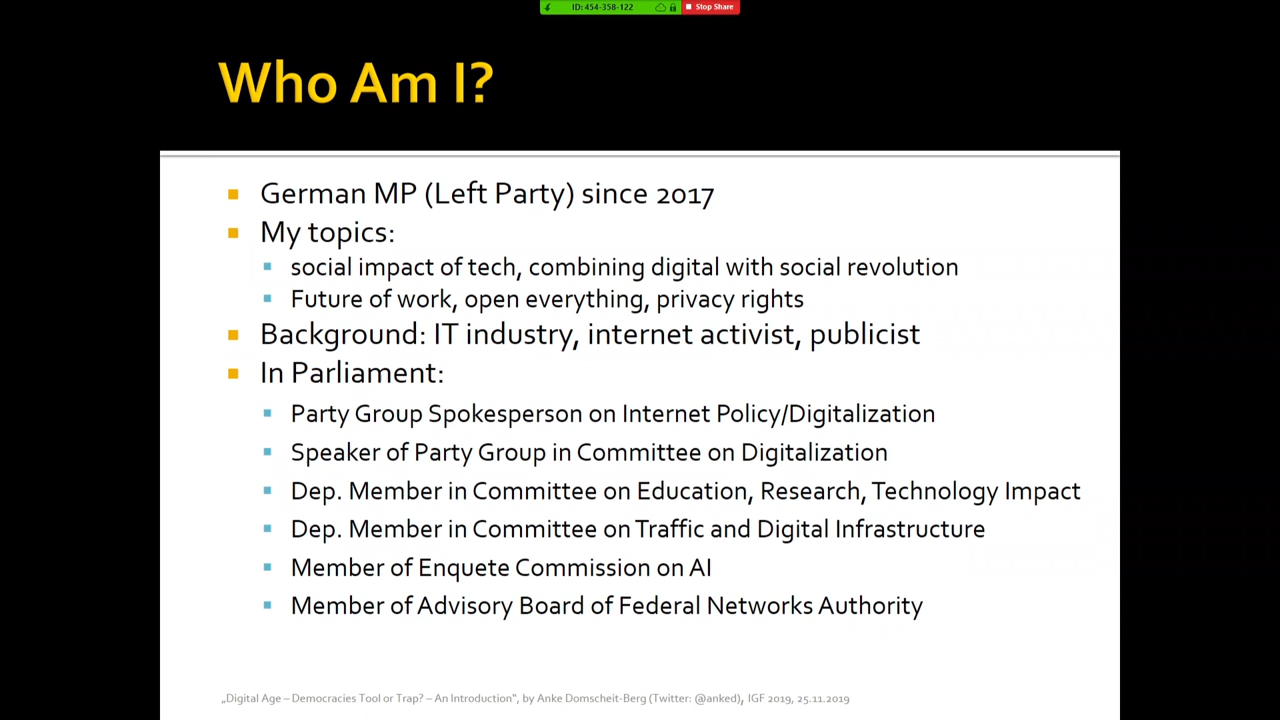 ID: 454-358-122
Stop Share
Who Am I?
German MP (Left Party) since 2017
My topics:
social impact of tech, combining digital with social revolution
Future of work, open everything, privacy rights
Background: IT industry, internet activist, publicist
In Parliament:
Party Group Spokesperson on Internet Policy/Digitalization
Speaker of Party Group in Committee on Digitalization
Dep. Member in Committee on Education, Research, Technology Impact
Dep. Member in Committee on Traffic and Digital Infrastructure
Member of Enquete Commission on AI
Member of Advisory Board of Federal Networks Authority
„Digital Age – Democracies Tool or Trap? – An Introduction“, by Anke Domscheit-Berg (Twitter: @anked), IGF 2019, 25.11.2019